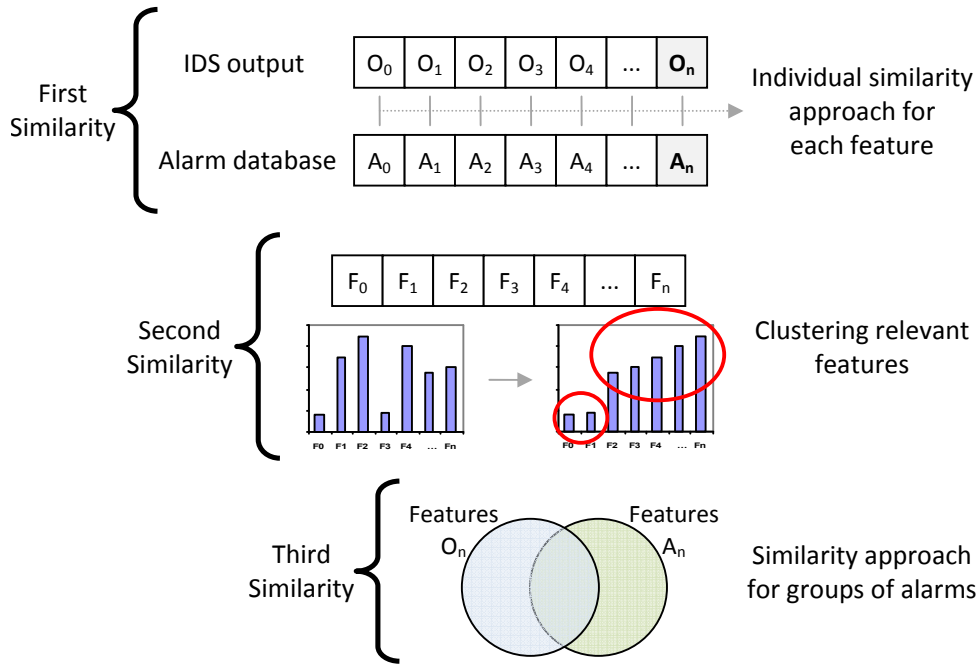 First
Similarity
IDS output
O0 O1 O2 O3 O4 ... On
Alarm database
A0 A1 A2 A3 A4 ... An
Individual similarity
approach for
each feature
Second
Similarity
F0 F1 F2 F3 F4 ... Fn
F0 F1 F2 F3 F4 ... Fn
F0 F1 F2 F3 F4 ... Fn
Clustering relevant
features
Third
Similarity
Features
On
Features
An
Similarity approach
for groups of alarms